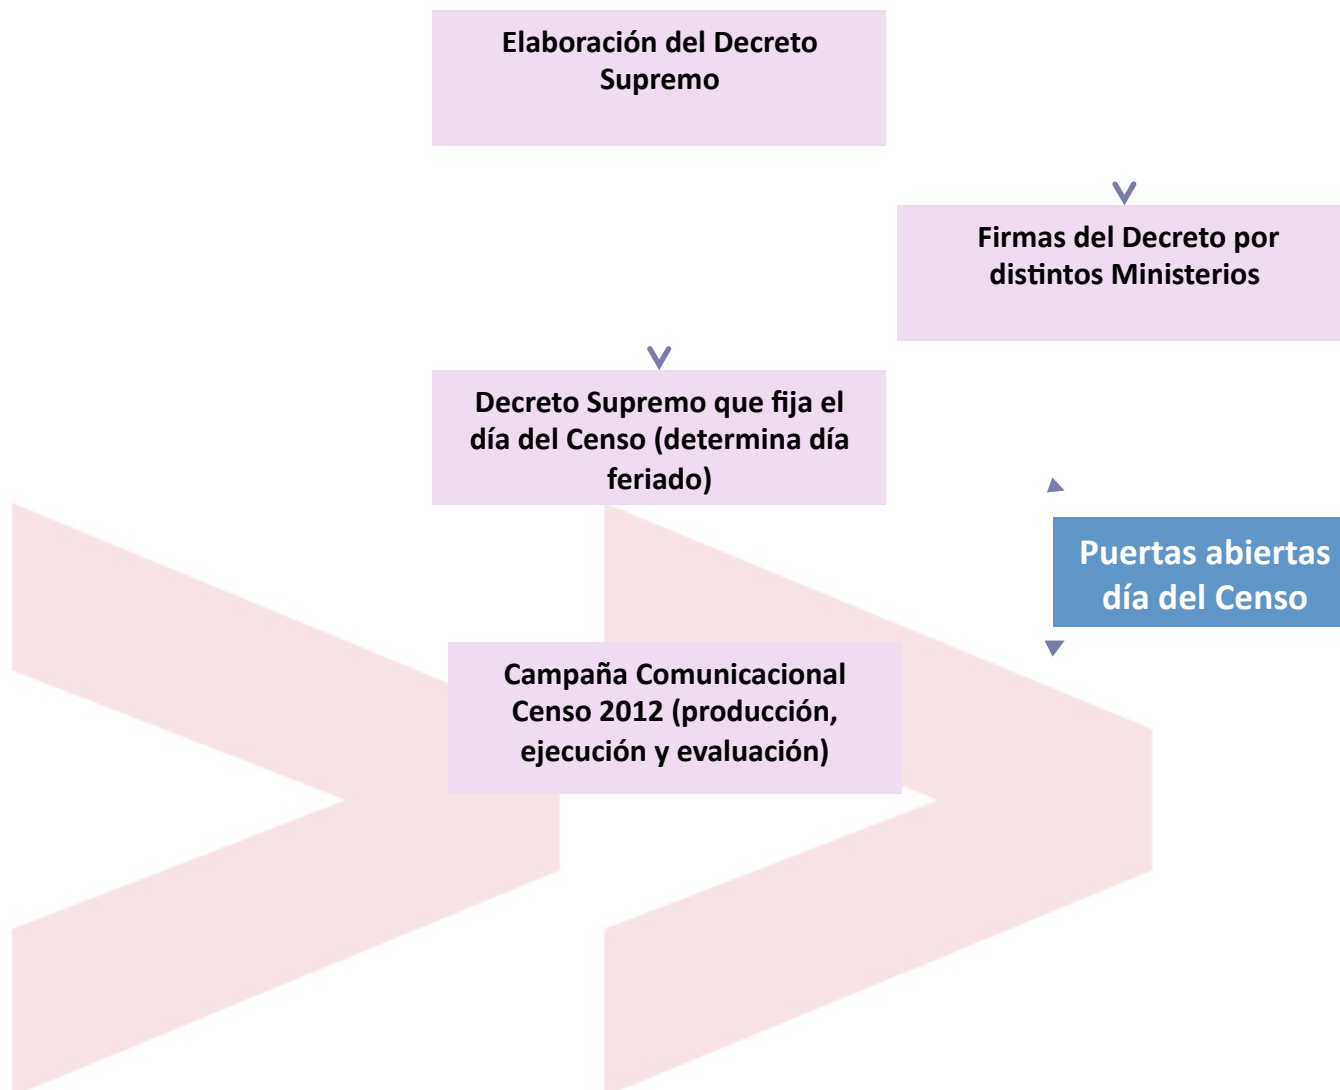 Elaboración del Decreto
Supremo
Firmas del Decreto por
distintos Ministerios
Decreto Supremo que fija el
día del Censo (determina día
feriado)
Puertas abiertas
día del Censo
Campaña Comunicacional
Censo 2012 (producción,
ejecución y evaluación)